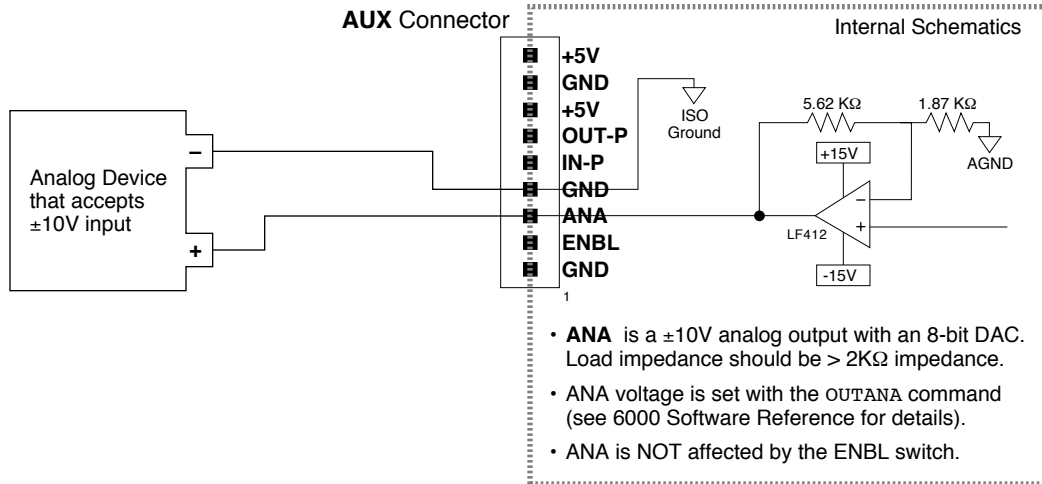 AUX Connector
Internal Schematics
+5V
GND
+5V
OUT-P
IN-P
GND
ANA
ENBL
GND
1
ISO
Ground
5.62 KΩ
1.87 KΩ
+15V
AGND
–
+
LF412
-15V
Analog Device
that accepts
±10V input
–
+
• ANA is a ±10V analog output with an 8-bit DAC.
Load impedance should be > 2KΩ impedance.
• ANA voltage is set with the OUTANA command
(see 6000 Software Reference for details).
• ANA is NOT affected by the ENBL switch.